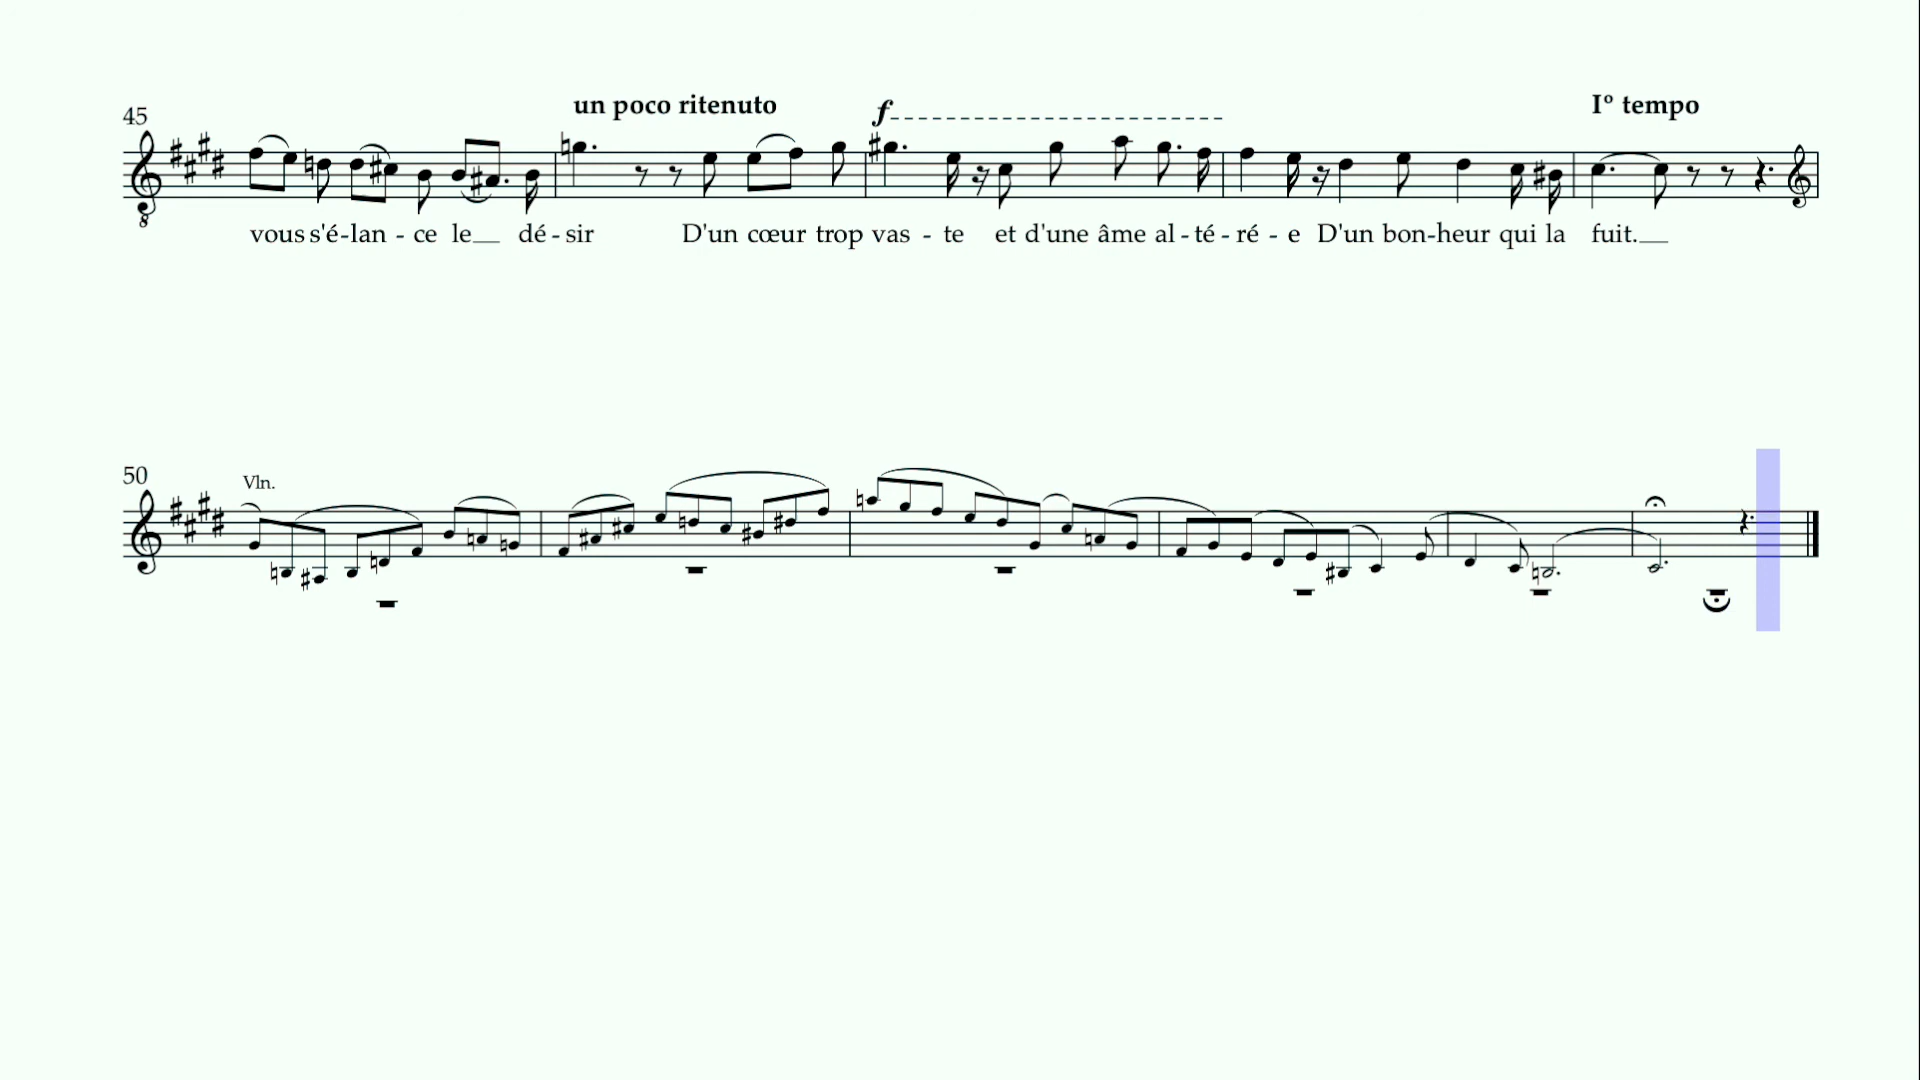 un poco ritenuto f Iº tempo
45
8
vous s'é-lan - ce le__ dé-sir D'un cœur trop vas - te et d'une âme al-té-ré - e D'un bon-heur qui la fuit.__
50 Vln.